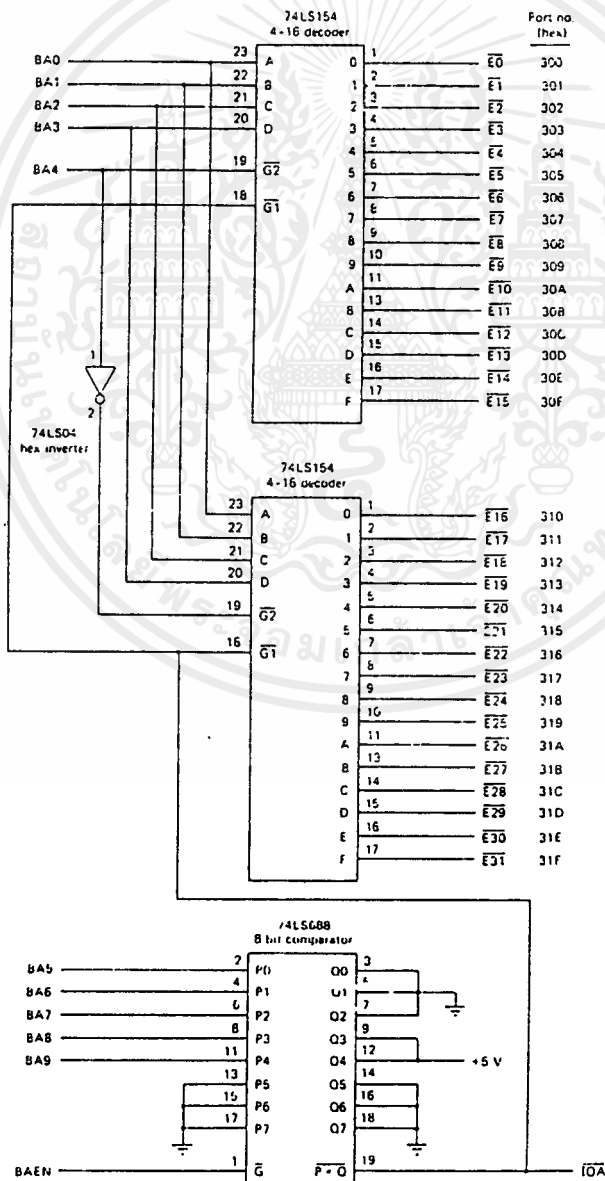 74LS154
4-16 decoder
Port no.
(hex)
BA0 23 A 0 1 E0 300
BA1 22 B 1 2 E1 301
BA2 21 C 2 3 E2 302
BA3 20 D 3 4 E3 303
4 5 E4 304
BA4 19 G2 5 6 E5 305
18 G1 6 7 E6 306
7 8 E7 307
8 9 E8 308
9 10 E9 309
A 11 E10 30A
B 13 E11 30B
C 14 E12 30C
D 15 E13 30D
E 16 E14 30E
F 17 E15 30F
1
2
74LS04
hex inverter
74LS154
4-16 decoder
23 A 0 1 E16 310
22 B 1 2 E17 311
21 C 2 3 E18 312
20 D 3 4 E19 313
4 5 E20 314
19 G2 5 6 E21 315
16 G1 6 7 E22 316
7 8 E23 317
8 9 E24 318
9 10 E25 319
A 11 E26 31A
B 13 E27 31B
C 14 E28 31C
D 15 E29 31D
E 16 E30 31E
F 17 E31 31F
74LS688
8 bit comparator
BA5 2 P0 Q0 3
BA6 4 P1 Q1
BA7 6 P2 Q2 7
BA8 8 P3 Q3 9
BA9 11 P4 Q4 12 +5 V
13 P5 Q5 14
15 P6 Q6 16
17 P7 Q7 18
BAEN 1 G P=Q 19 IOA